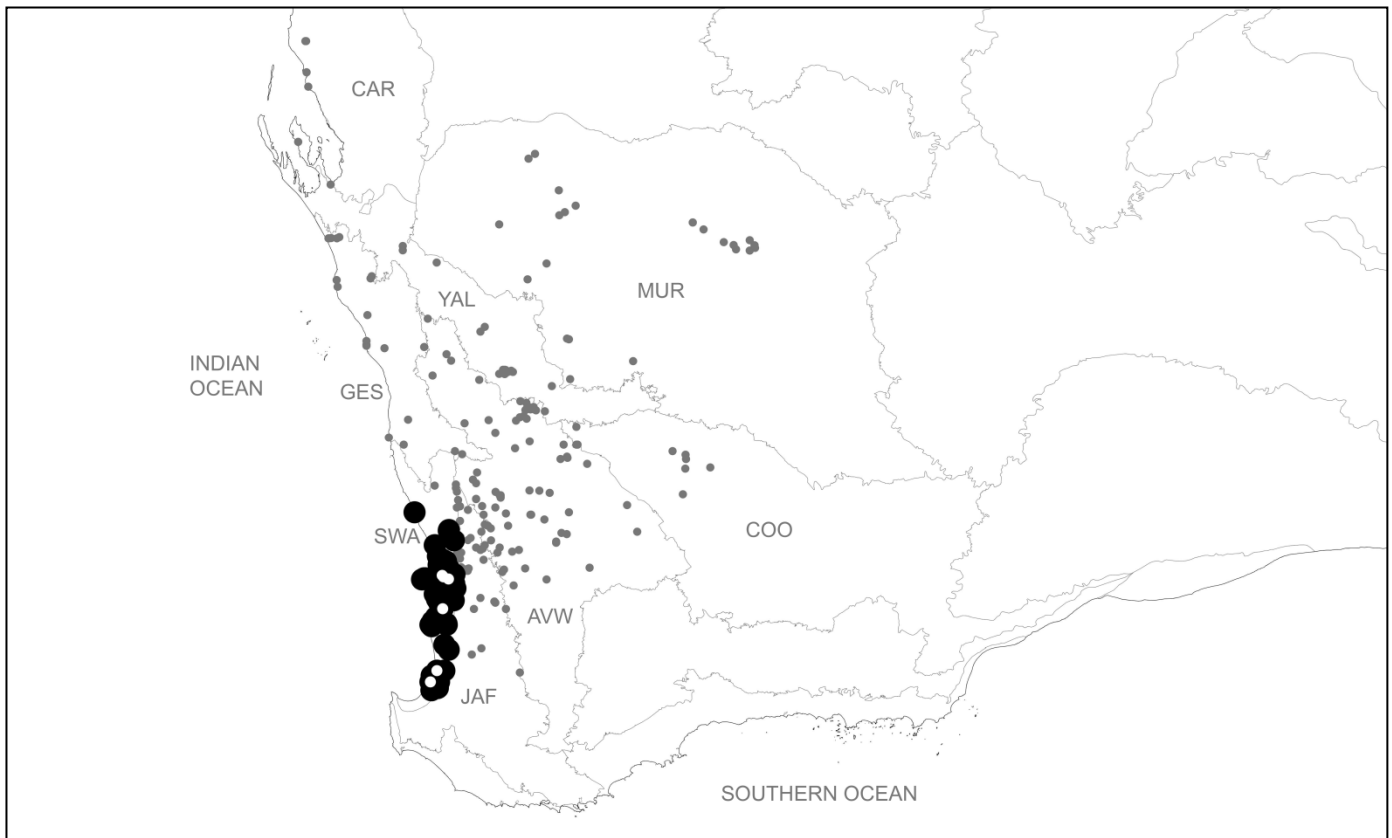 CAR
YAL
MUR
INDIAN
OCEAN
GES
SWA
COO
AVW
JAF
SOUTHERN OCEAN